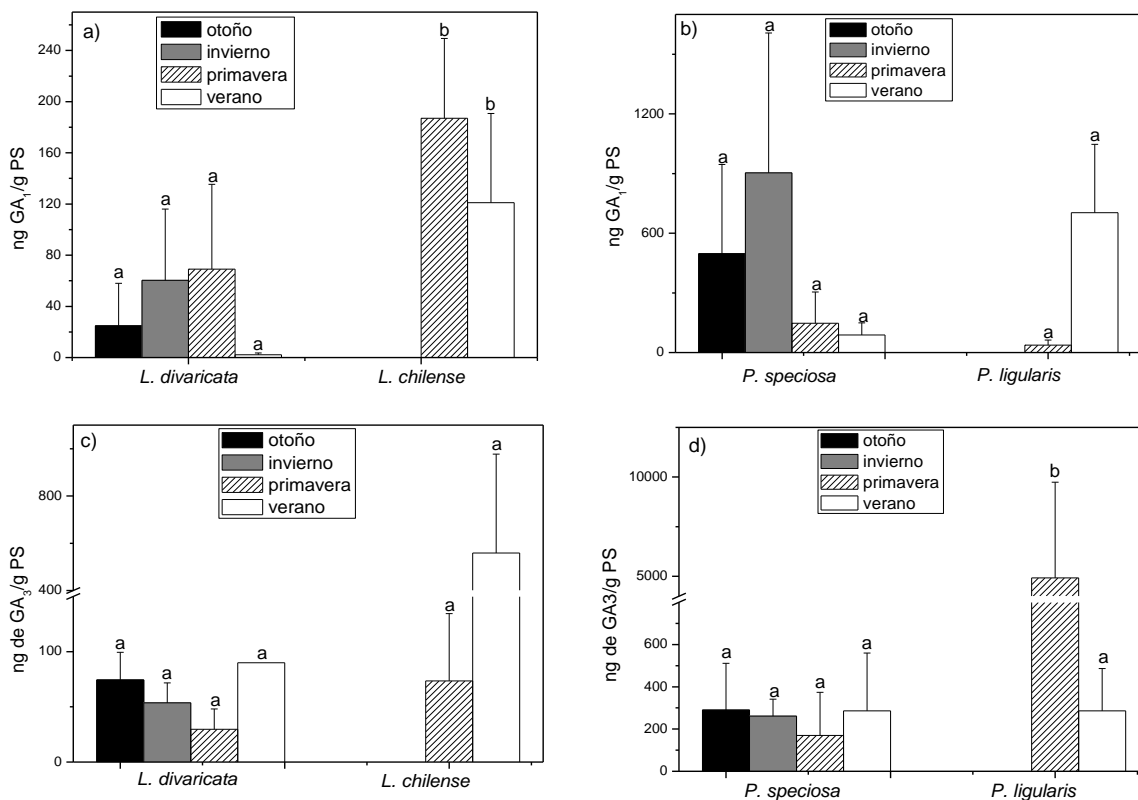 a)
otoño
invierno
primavera
verano
240
200
160
120
80
40
0
ng GA₁/g PS
a
a
a
a
b
b
L. divaricata
L. chilense
b)
otoño
invierno
primavera
verano
1200
600
0
ng GA₁/g PS
a
a
a
a
a
a
P. speciosa
P. ligularis
c)
otoño
invierno
primavera
verano
800
400
100
0
ng de GA₃/g PS
a
a
a
a
a
a
L. divaricata
L. chilense
d)
otoño
invierno
primavera
verano
10000
5000
600
400
200
0
ng de GA3/g PS
a
a
a
a
b
a
P. speciosa
P. ligularis